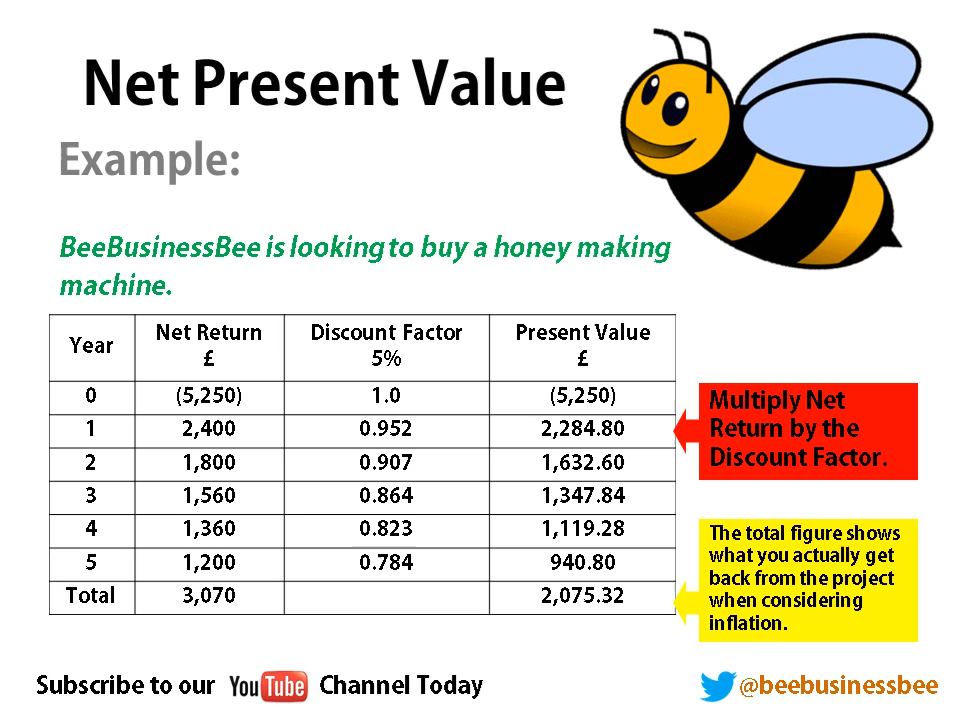 Net Present Value
Example:
BeeBusinessBee is looking to buy a honey making
machine.
Year Net Return £ Discount Factor 5% Present Value £
0 (5,250) 1.0 (5,250)
1 2,400 0.952 2,284.80
2 1,800 0.907 1,632.60
3 1,560 0.864 1,347.84
4 1,360 0.823 1,119.28
5 1,200 0.784 940.80
Total 3,070 2,075.32
Multiply Net
Return by the
Discount Factor.
The total figure shows
what you actually get
back from the project
when considering
inflation.
Subscribe to our YouTube Channel Today
@beebusinessbee